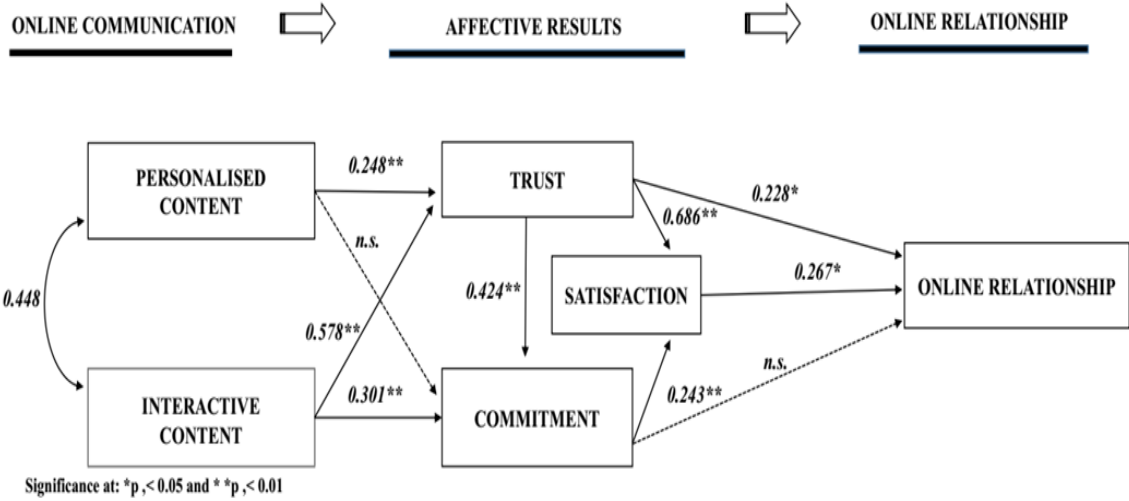 ONLINE COMMUNICATION
AFFECTIVE RESULTS
ONLINE RELATIONSHIP
PERSONALISED
CONTENT
0.248**
TRUST
0.228*
0.686**
n.s.
0.448
0.424**
SATISFACTION
0.267*
ONLINE RELATIONSHIP
0.578**
n.s.
INTERACTIVE
CONTENT
0.301**
COMMITMENT
0.243**
Significance at: *p ,< 0.05 and * *p ,< 0.01